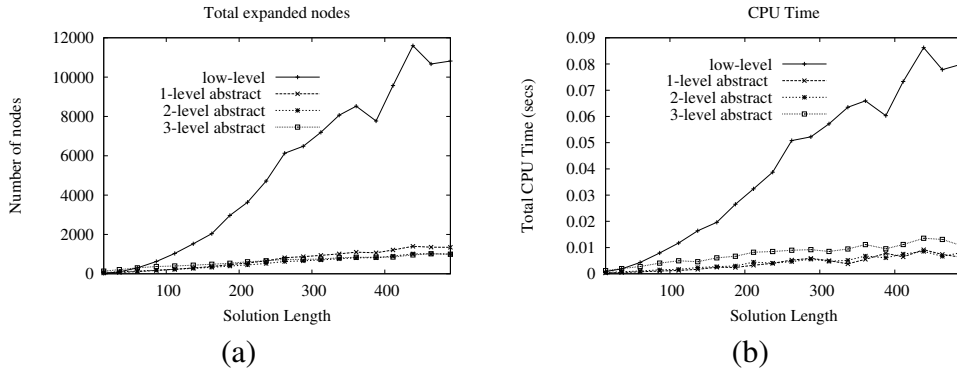 Total expanded nodes
12000
10000
8000
6000
4000
2000
0
Number of nodes
low-level
1-level abstract
2-level abstract
3-level abstract
100
200
300
400
Solution Length
(a)
CPU Time
0.09
0.08
0.07
0.06
0.05
0.04
0.03
0.02
0.01
0
Total CPU Time (secs)
low-level
1-level abstract
2-level abstract
3-level abstract
100
200
300
400
Solution Length
(b)